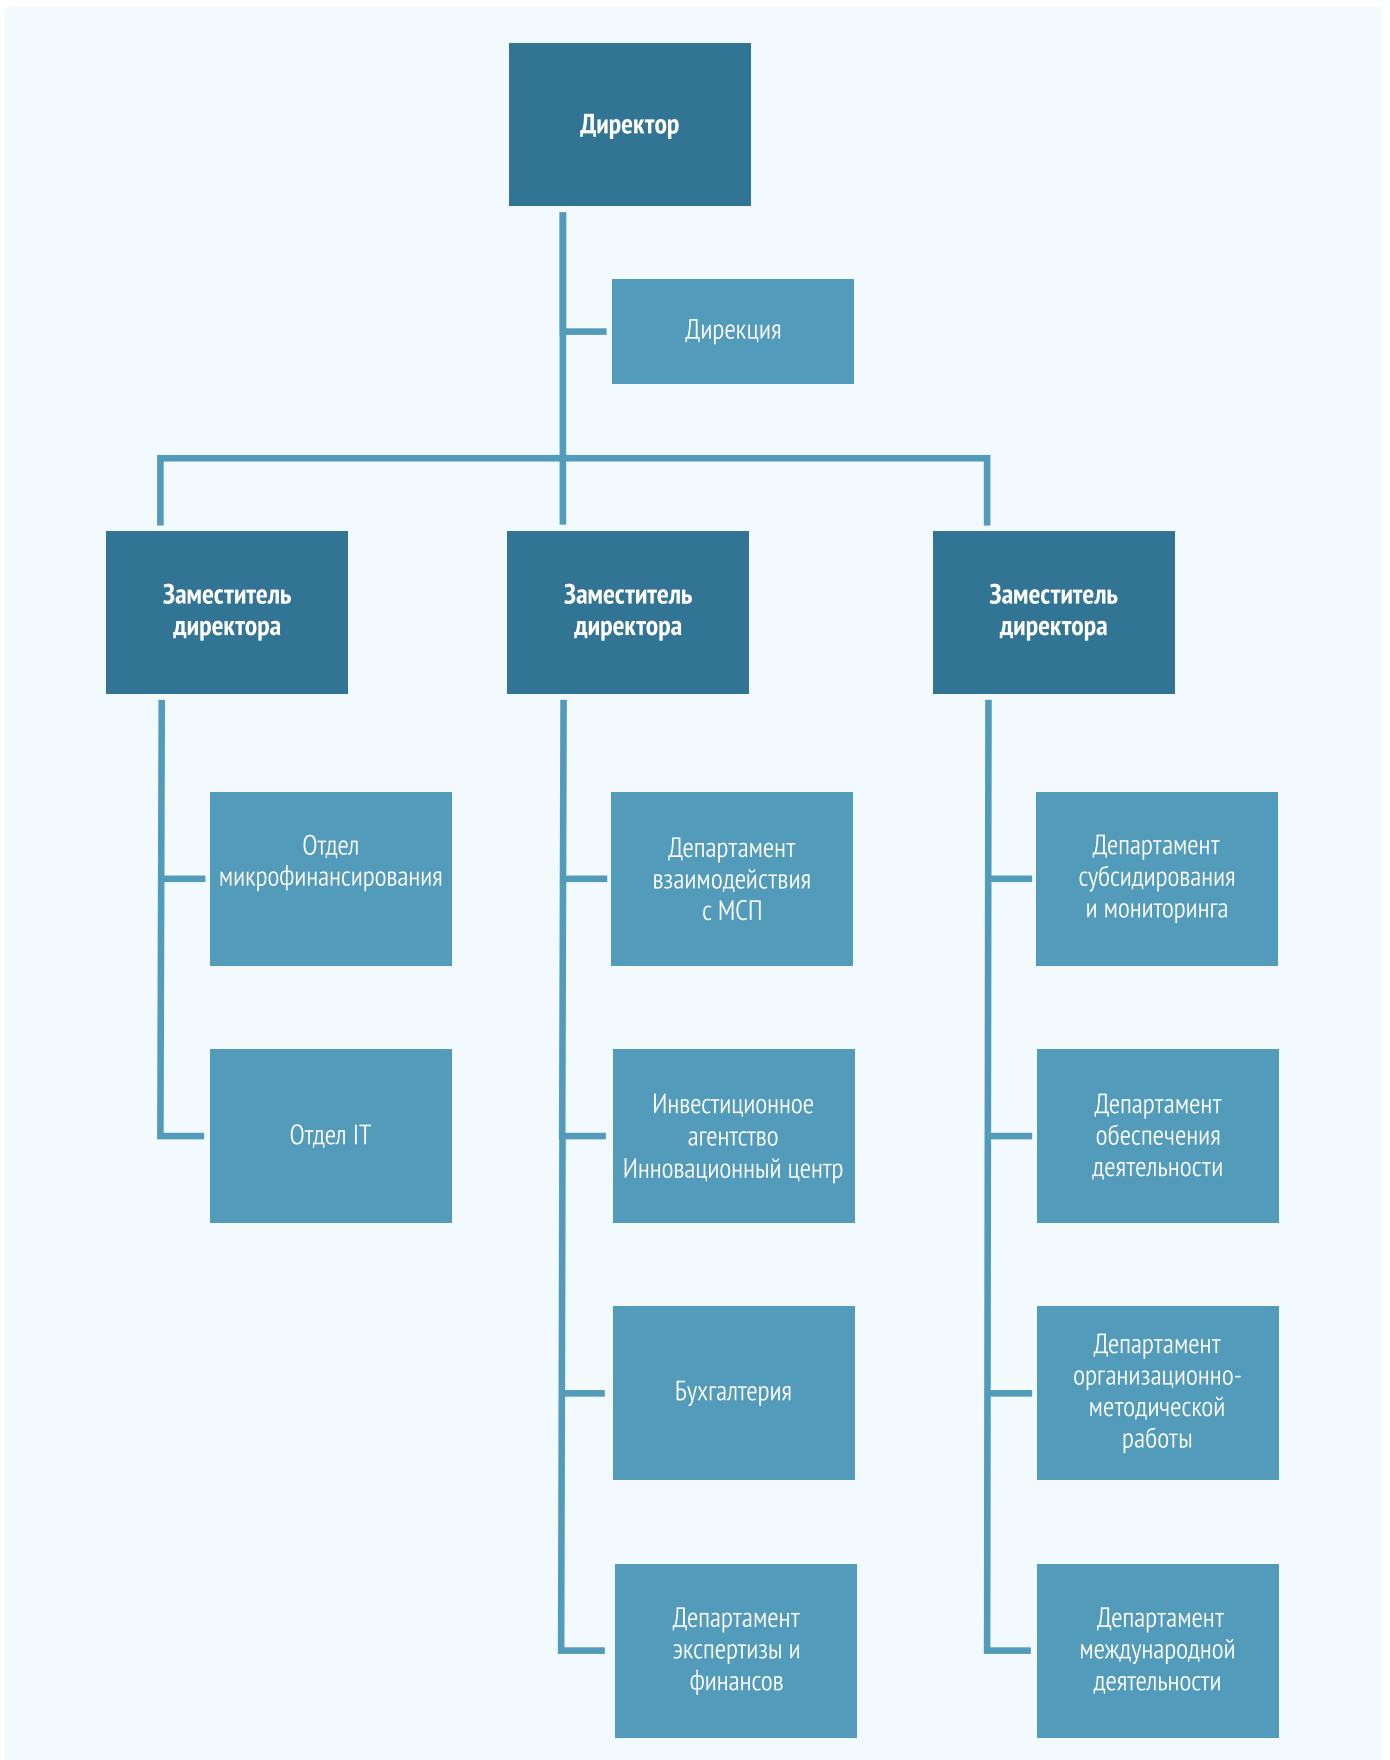 Директор
Дирекция
Заместитель
директора
Заместитель
директора
Заместитель
директора
Отдел
микрофинансирования
Департамент
взаимодействия
с МСП
Департамент
субсидирования
и мониторинга
Отдел IT
Инвестиционное
агентство
Инновационный центр
Департамент
обеспечения
деятельности
Бухгалтерия
Департамент
организационно-
методической
работы
Департамент
экспертизы и
финансов
Департамент
международной
деятельности